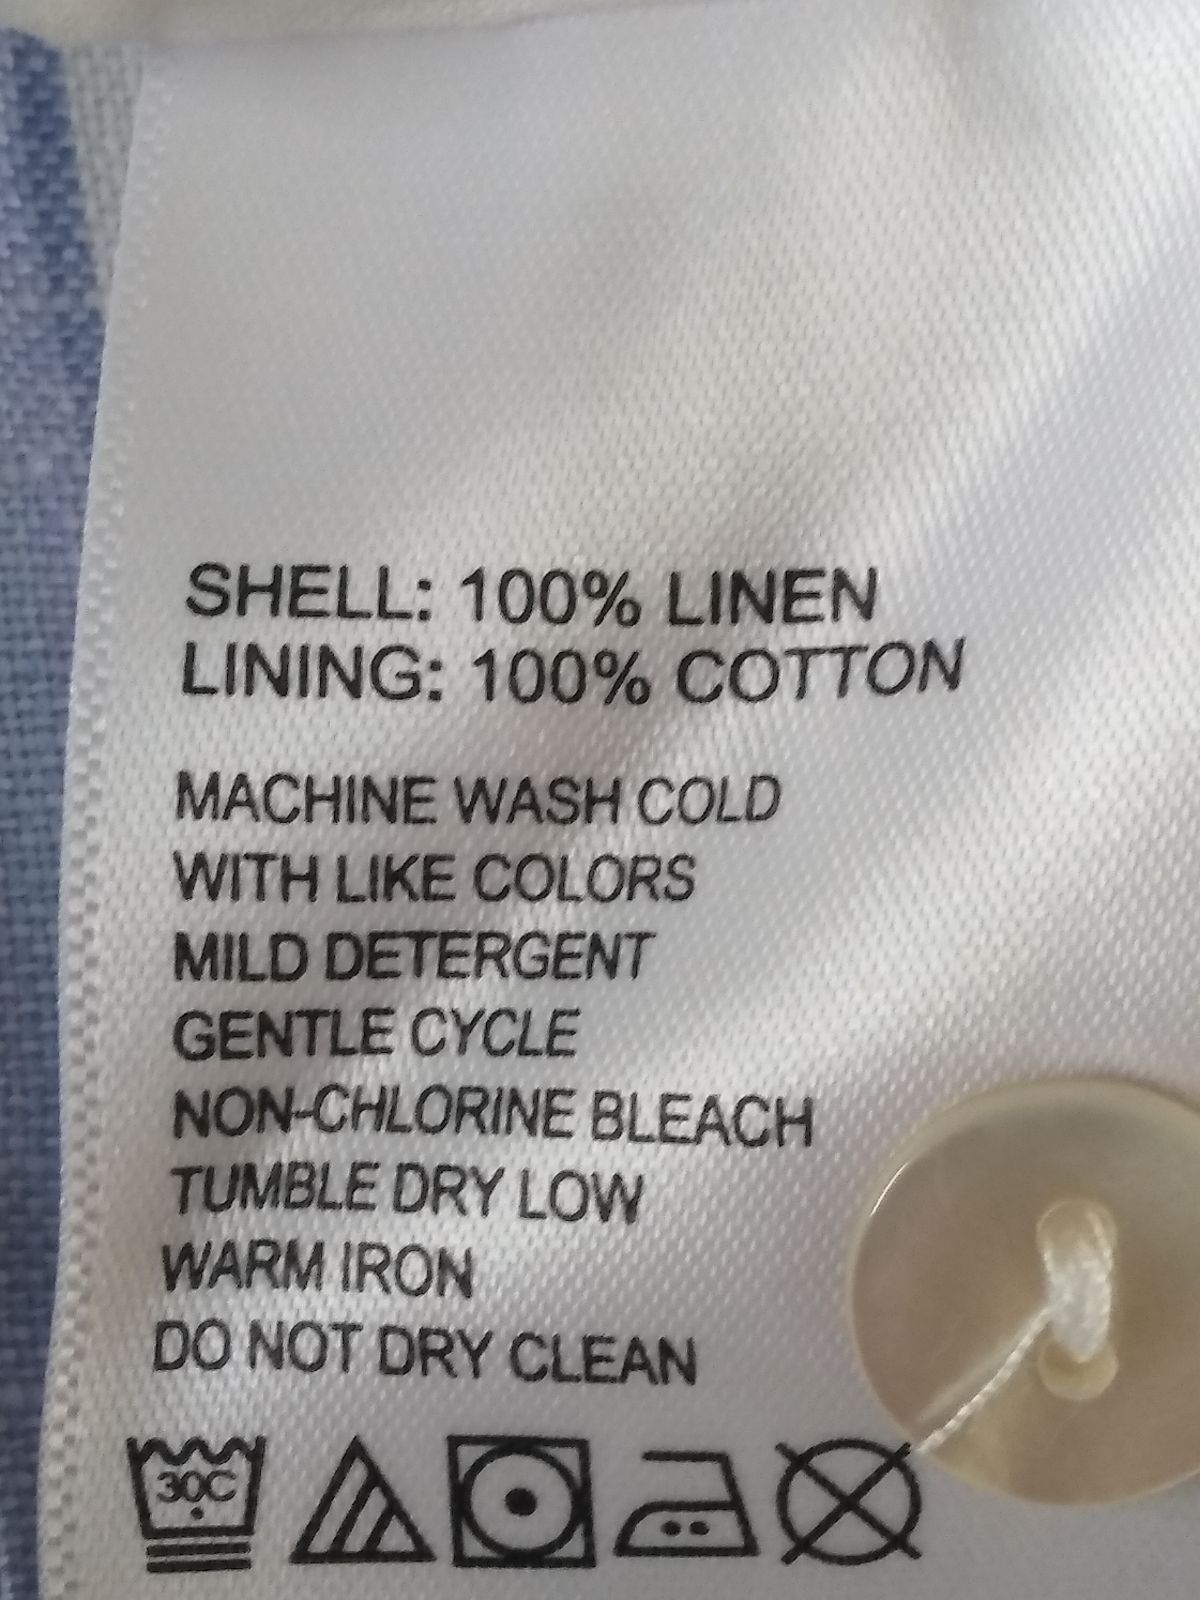 SHELL: 100% LINEN
LINING: 100% COTTON
MACHINE WASH COLD
WITH LIKE COLORS
MILD DETERGENT
GENTLE CYCLE
NON-CHLORINE BLEACH
TUMBLE DRY LOW
WARM IRON
DO NOT DRY CLEAN
30C